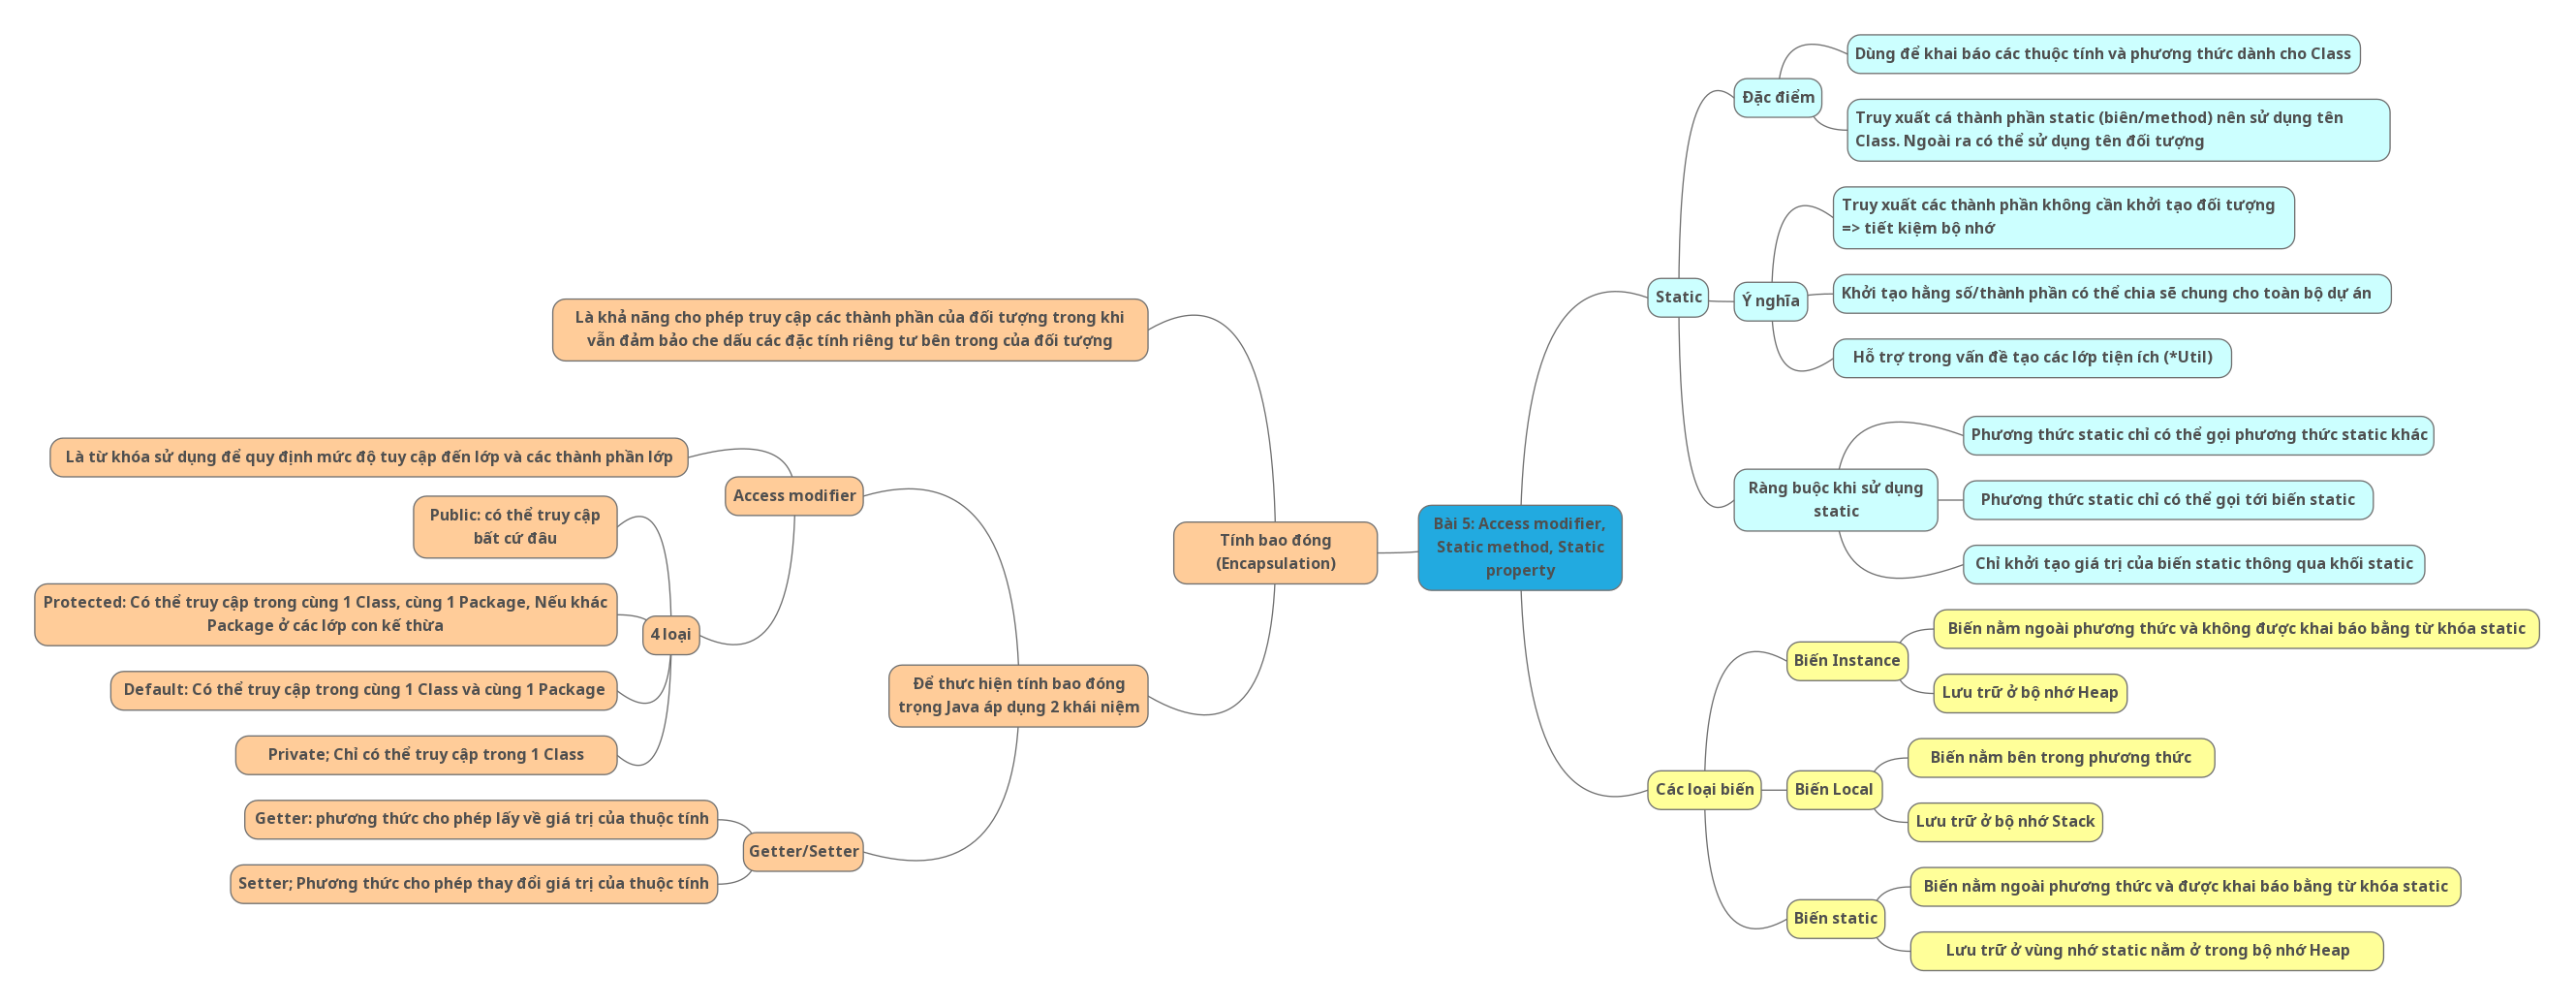 Bài 5: Access modifier,
Static method, Static
property
Static
Đặc điểm
Dùng để khai báo các thuộc tính và phương thức dành cho Class
Truy xuất cá thành phần static (biên/method) nên sử dụng tên
Class. Ngoài ra có thể sử dụng tên đối tượng
Ý nghĩa
Truy xuất các thành phần không cần khởi tạo đối tượng
=> tiết kiệm bộ nhớ
Khởi tạo hằng số/thành phần có thể chia sẽ chung cho toàn bộ dự án
Hỗ trợ trong vấn đề tạo các lớp tiện ích (*Util)
Ràng buộc khi sử dụng
static
Phương thức static chỉ có thể gọi phương thức static khác
Phương thức static chỉ có thể gọi tới biến static
Chỉ khởi tạo giá trị của biến static thông qua khối static
Các loại biến
Biến Instance
Biến nằm ngoài phương thức và không được khai báo bằng từ khóa static
Lưu trữ ở bộ nhớ Heap
Biến Local
Biến nằm bên trong phương thức
Lưu trữ ở bộ nhớ Stack
Biến static
Biến nằm ngoài phương thức và được khai báo bằng từ khóa static
Lưu trữ ở vùng nhớ static nằm ở trong bộ nhớ Heap
Tính bao đóng
(Encapsulation)
Là khả năng cho phép truy cập các thành phần của đối tượng trong khi
vẫn đảm bảo che dấu các đặc tính riêng tư bên trong của đối tượng
Để thực hiện tính bao đóng
trọng Java áp dụng 2 khái niệm
Access modifier
Là từ khóa sử dụng để quy định mức độ tuy cập đến lớp và các thành phần lớp
4 loại
Public: có thể truy cập
bất cứ đâu
Protected: Có thể truy cập trong cùng 1 Class, cùng 1 Package, Nếu khác
Package ở các lớp con kế thừa
Default: Có thể truy cập trong cùng 1 Class và cùng 1 Package
Private; Chỉ có thể truy cập trong 1 Class
Getter/Setter
Getter: phương thức cho phép lấy về giá trị của thuộc tính
Setter; Phương thức cho phép thay đổi giá trị của thuộc tính